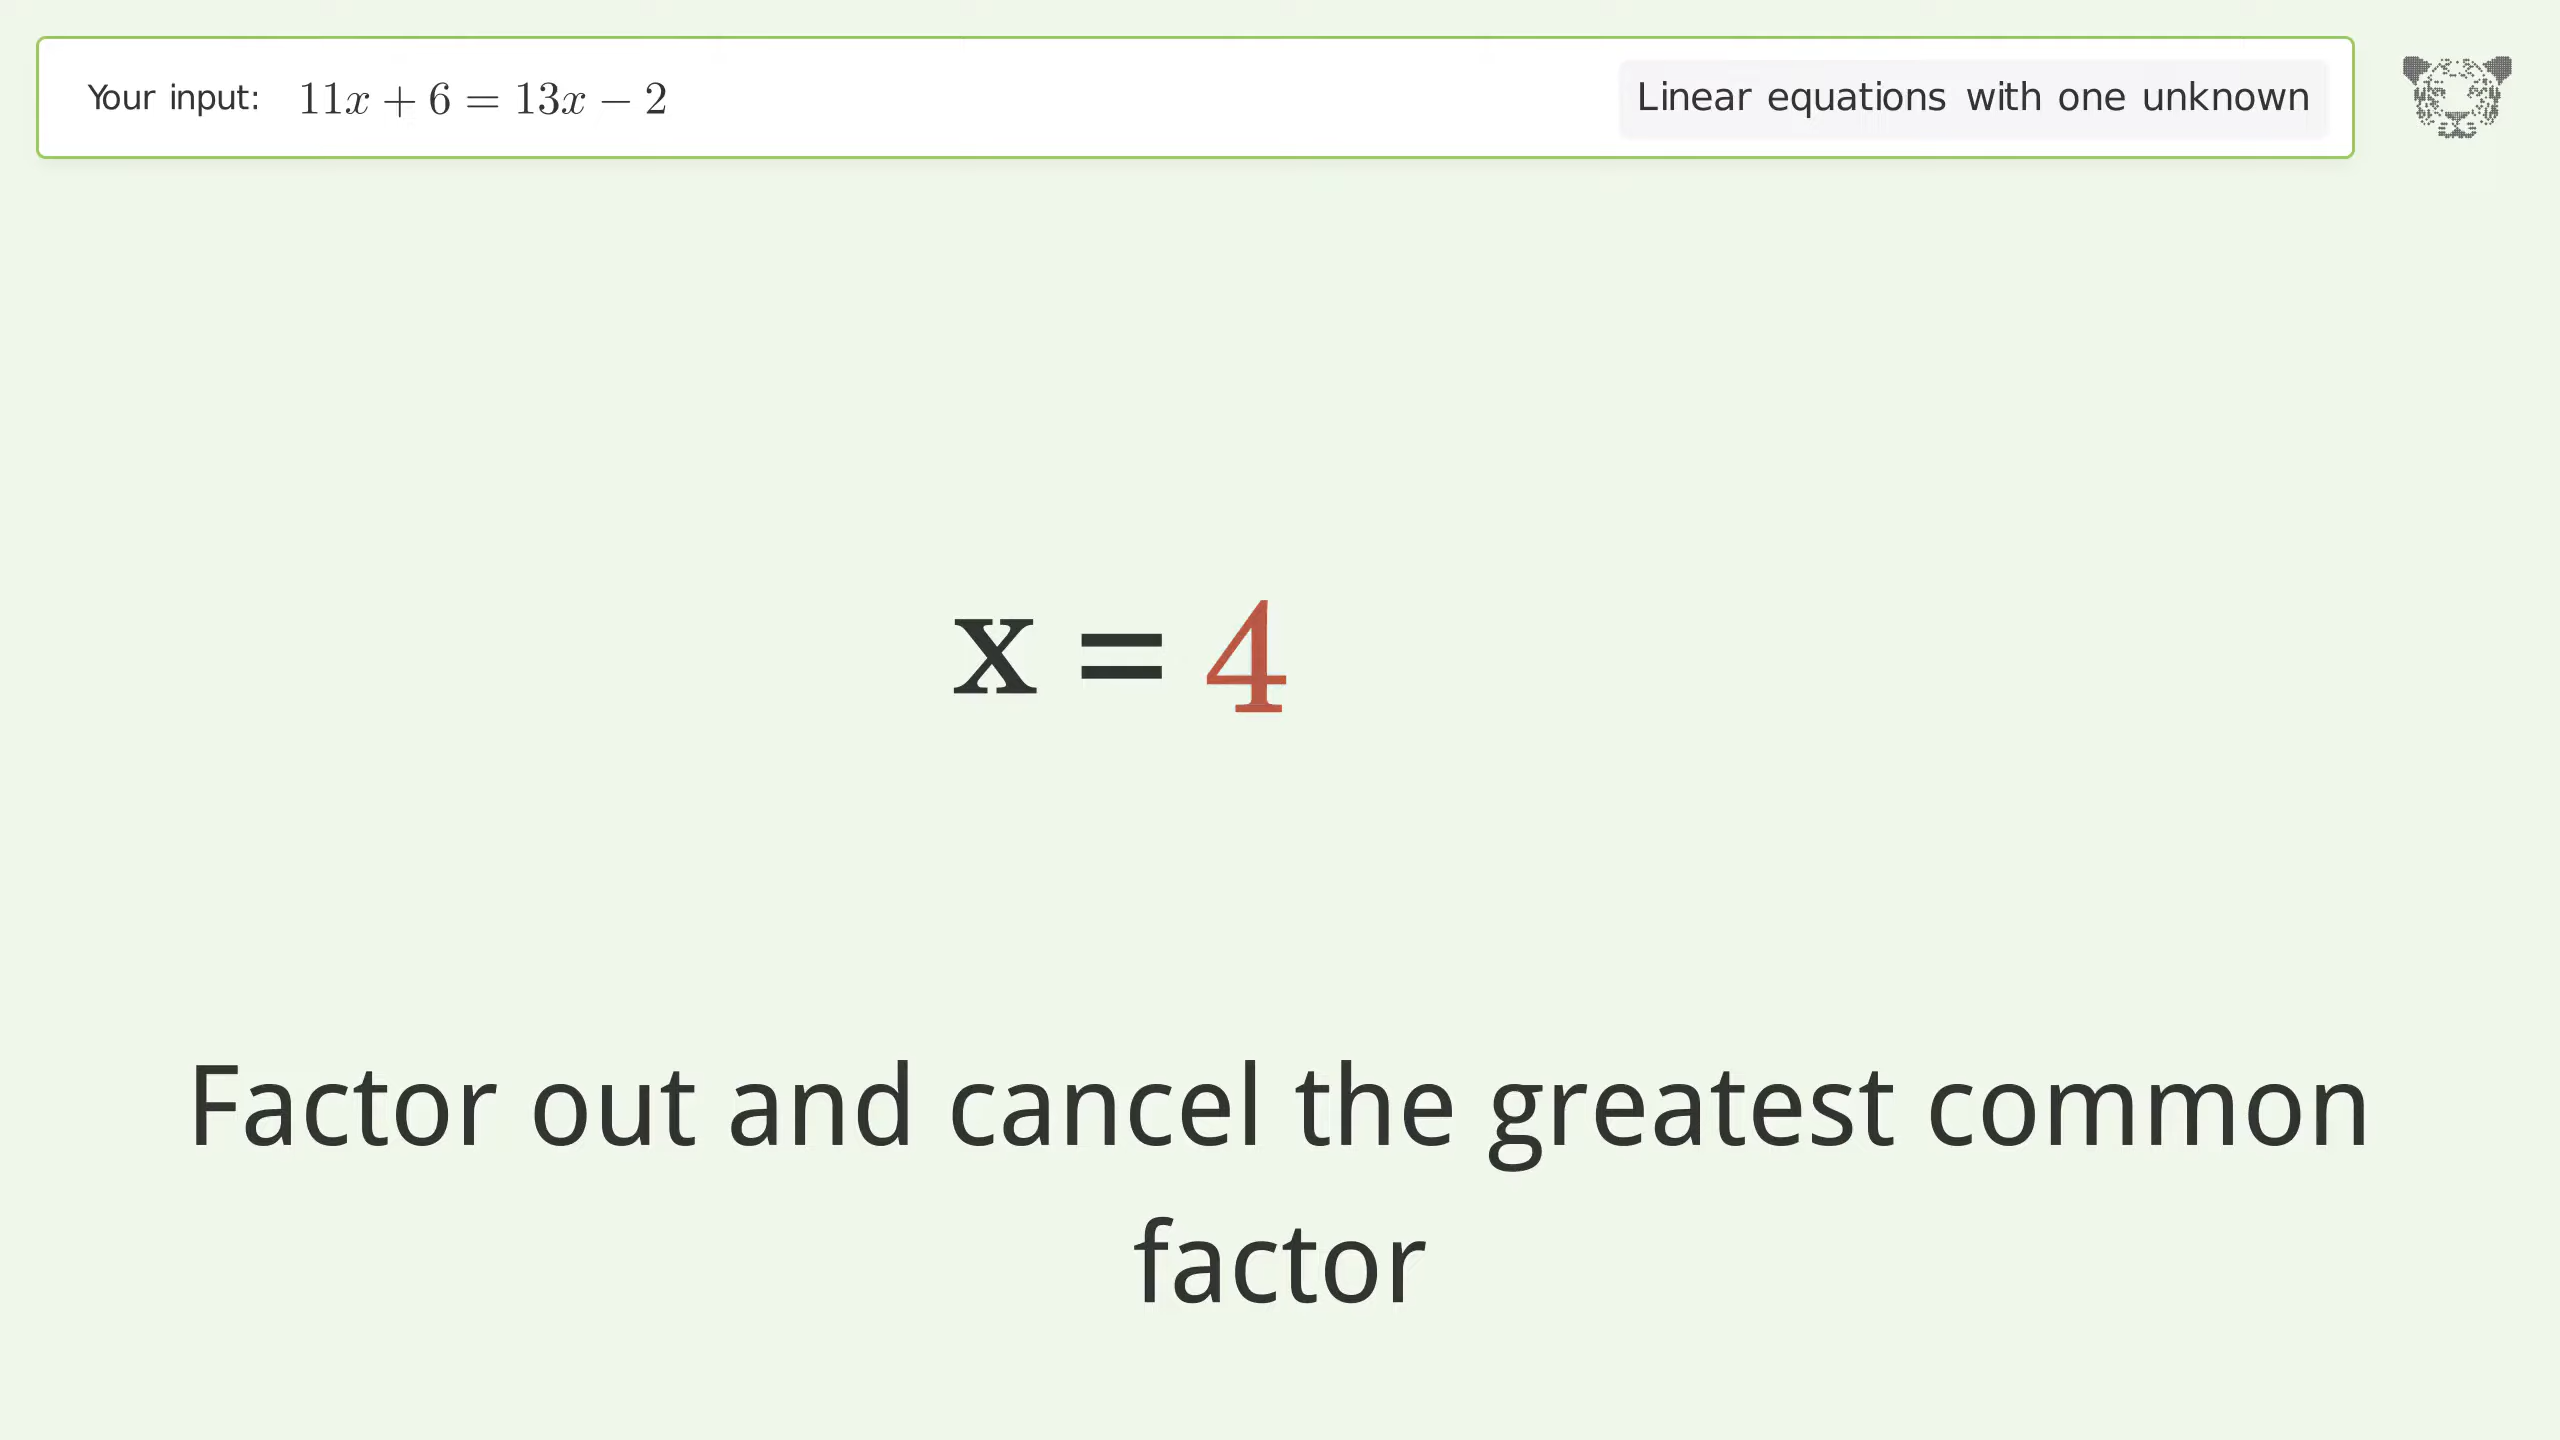 Your input: 11x + 6 = 13x − 2
Linear equations with one unknown
x = 4
Factor out and cancel the greatest common
factor